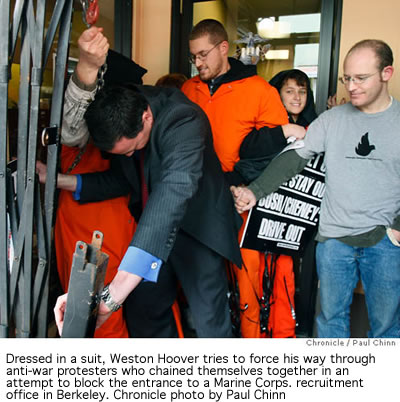 STAY OUT
BUSH/CHENEY
DRIVE OUT
Chronicle / Paul Chinn
Dressed in a suit, Weston Hoover tries to force his way through
anti-war protesters who chained themselves together in an
attempt to block the entrance to a Marine Corps. recruitment
office in Berkeley. Chronicle photo by Paul Chinn